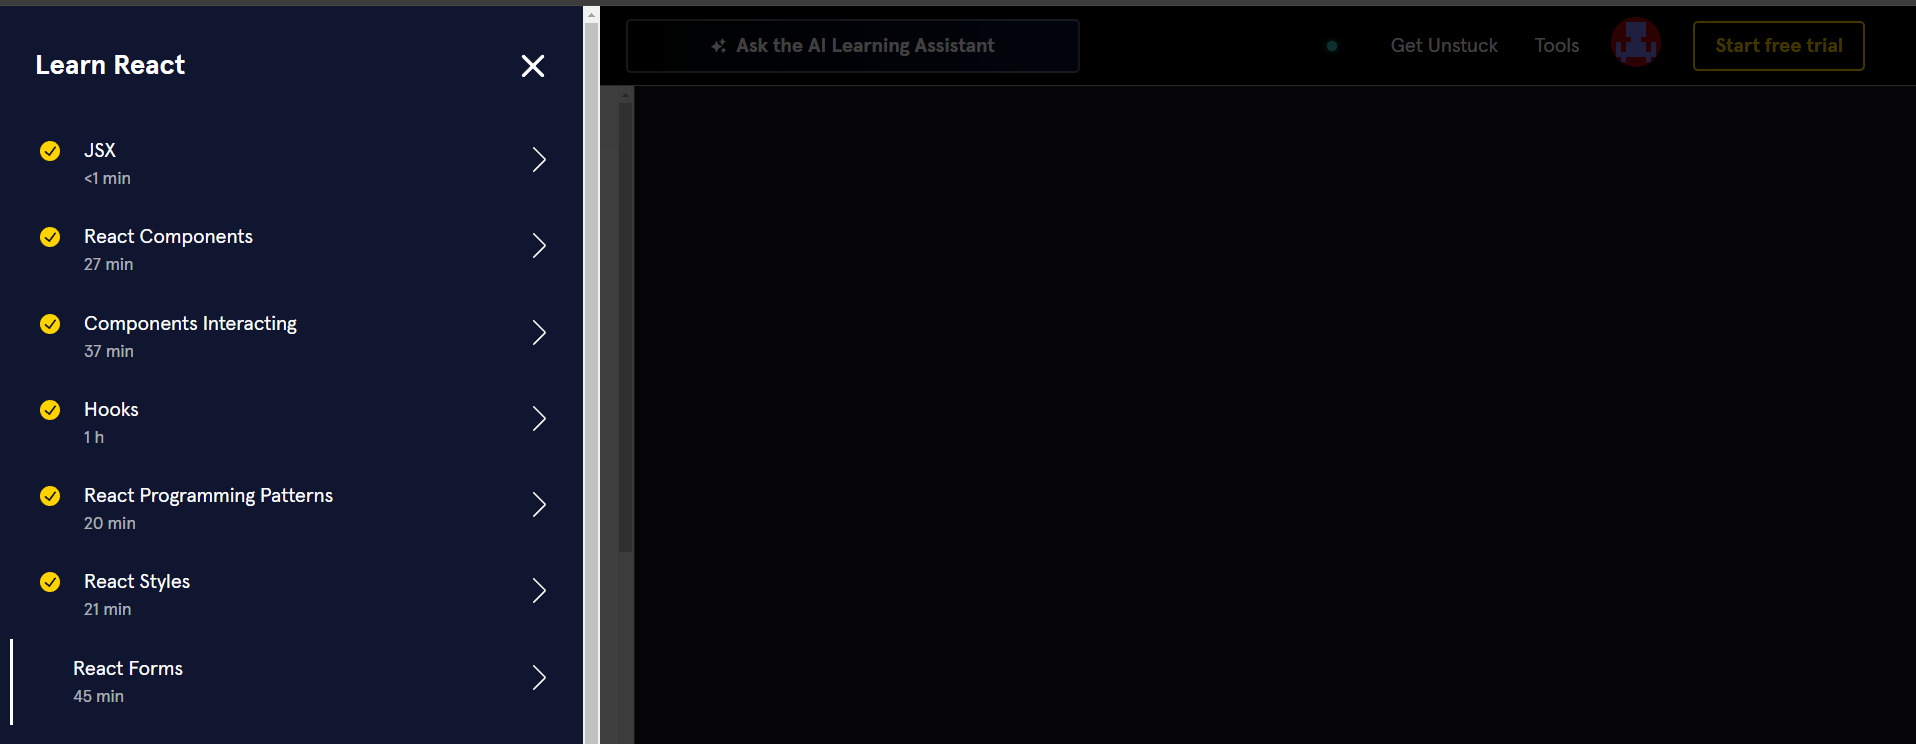 Learn React
JSX
<1 min
React Components
27 min
Components Interacting
37 min
Hooks
1 h
React Programming Patterns
20 min
React Styles
21 min
React Forms
45 min
Ask the AI Learning Assistant
Get Unstuck
Tools
Start free trial